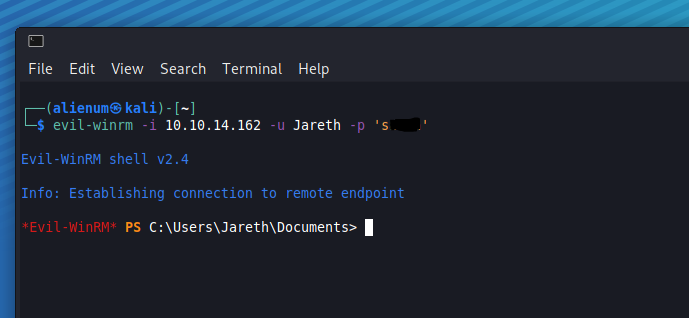 File Edit View Search Terminal Help
┌──(alienum㉿kali)-[~]
└─$ evil-winrm -i 10.10.14.162 -u Jareth -p 's'
Evil-WinRM shell v2.4
Info: Establishing connection to remote endpoint
*Evil-WinRM* PS C:\Users\Jareth\Documents>